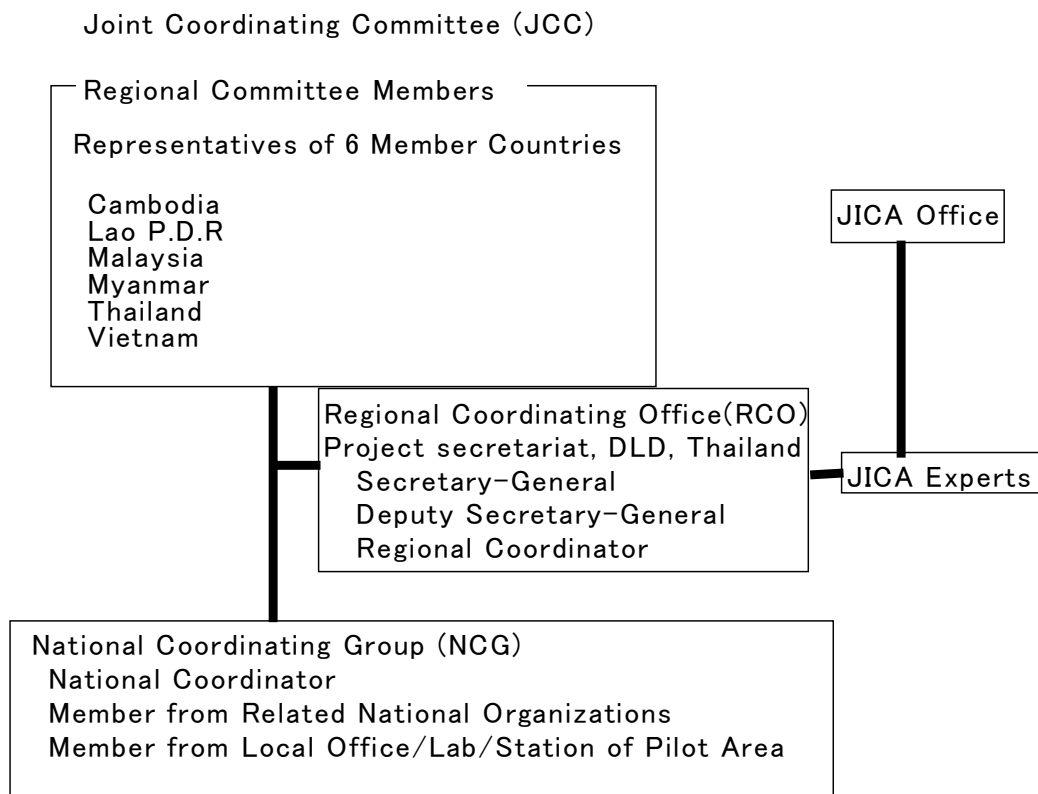 Joint Coordinating Committee (JCC)
Regional Committee Members
Representatives of 6 Member Countries
Cambodia
Lao P.D.R
Malaysia
Myanmar
Thailand
Vietnam
JICA Office
Regional Coordinating Office(RCO)
Project secretariat, DLD, Thailand
Secretary-General
Deputy Secretary-General
Regional Coordinator
JICA Experts
National Coordinating Group (NCG)
National Coordinator
Member from Related National Organizations
Member from Local Office/Lab/Station of Pilot Area